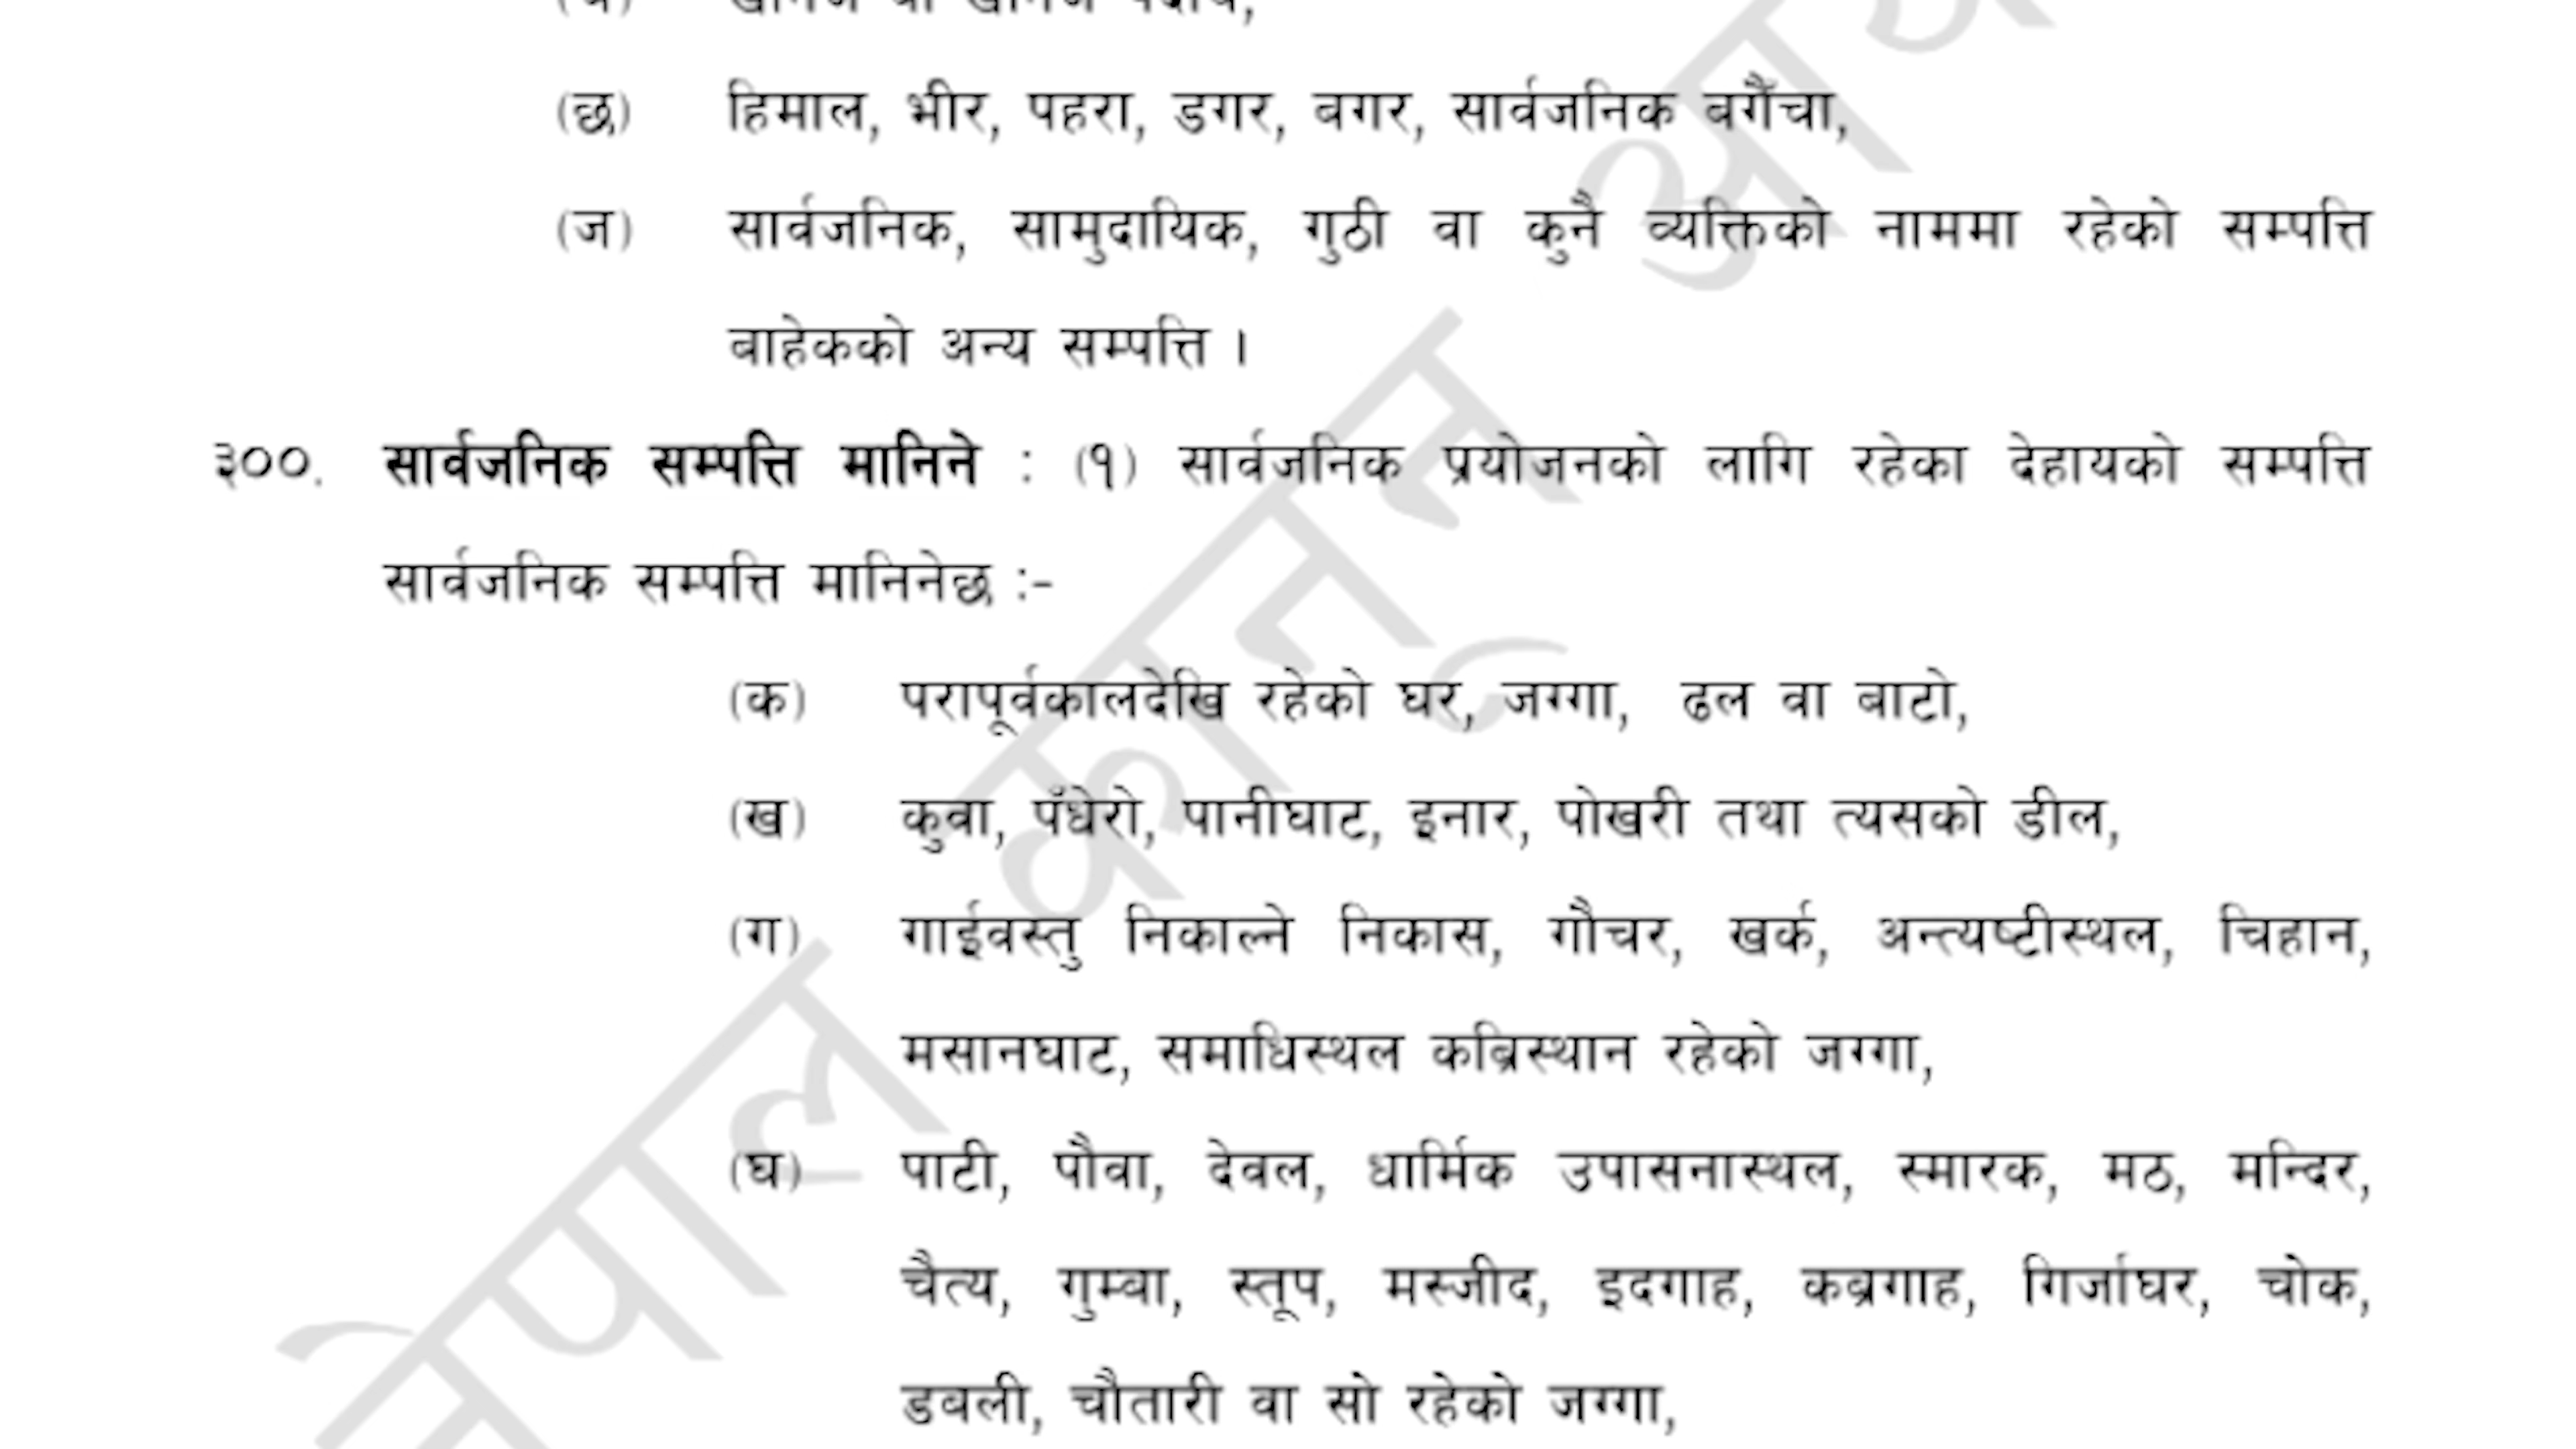 खनिज वा खनिज पदार्थ,
(छ) हिमाल, भीर, पहरा, डगर, बगर, सार्वजनिक बगैँचा,
(ज) सार्वजनिक, सामुदायिक, गुठी वा कुनै व्यक्तिको नाममा रहेको सम्पत्ति
बाहेकको अन्य सम्पत्ति ।
३००. सार्वजनिक सम्पत्ति मानिने : (१) सार्वजनिक प्रयोजनको लागि रहेका देहायको सम्पत्ति
सार्वजनिक सम्पत्ति मानिनेछ :-
(क) परापूर्वकालदेखि रहेको घर, जग्गा, ढल वा बाटो,
(ख) कुवा, पँधेरो, पानीघाट, इनार, पोखरी तथा त्यसको डील,
(ग) गाईवस्तु निकाल्ने निकास, गौचर, खर्क, अन्त्यष्टीस्थल, चिहान,
मसानघाट, समाधिस्थल कब्रिस्थान रहेको जग्गा,
(घ) पाटी, पौवा, देवल, धार्मिक उपासनास्थल, स्मारक, मठ, मन्दिर,
चैत्य, गुम्वा, स्तूप, मस्जीद, इदगाह, कब्रगाह, गिर्जाघर, चोक,
डबली, चौतारी वा सो रहेको जग्गा,
नेपाल कानून